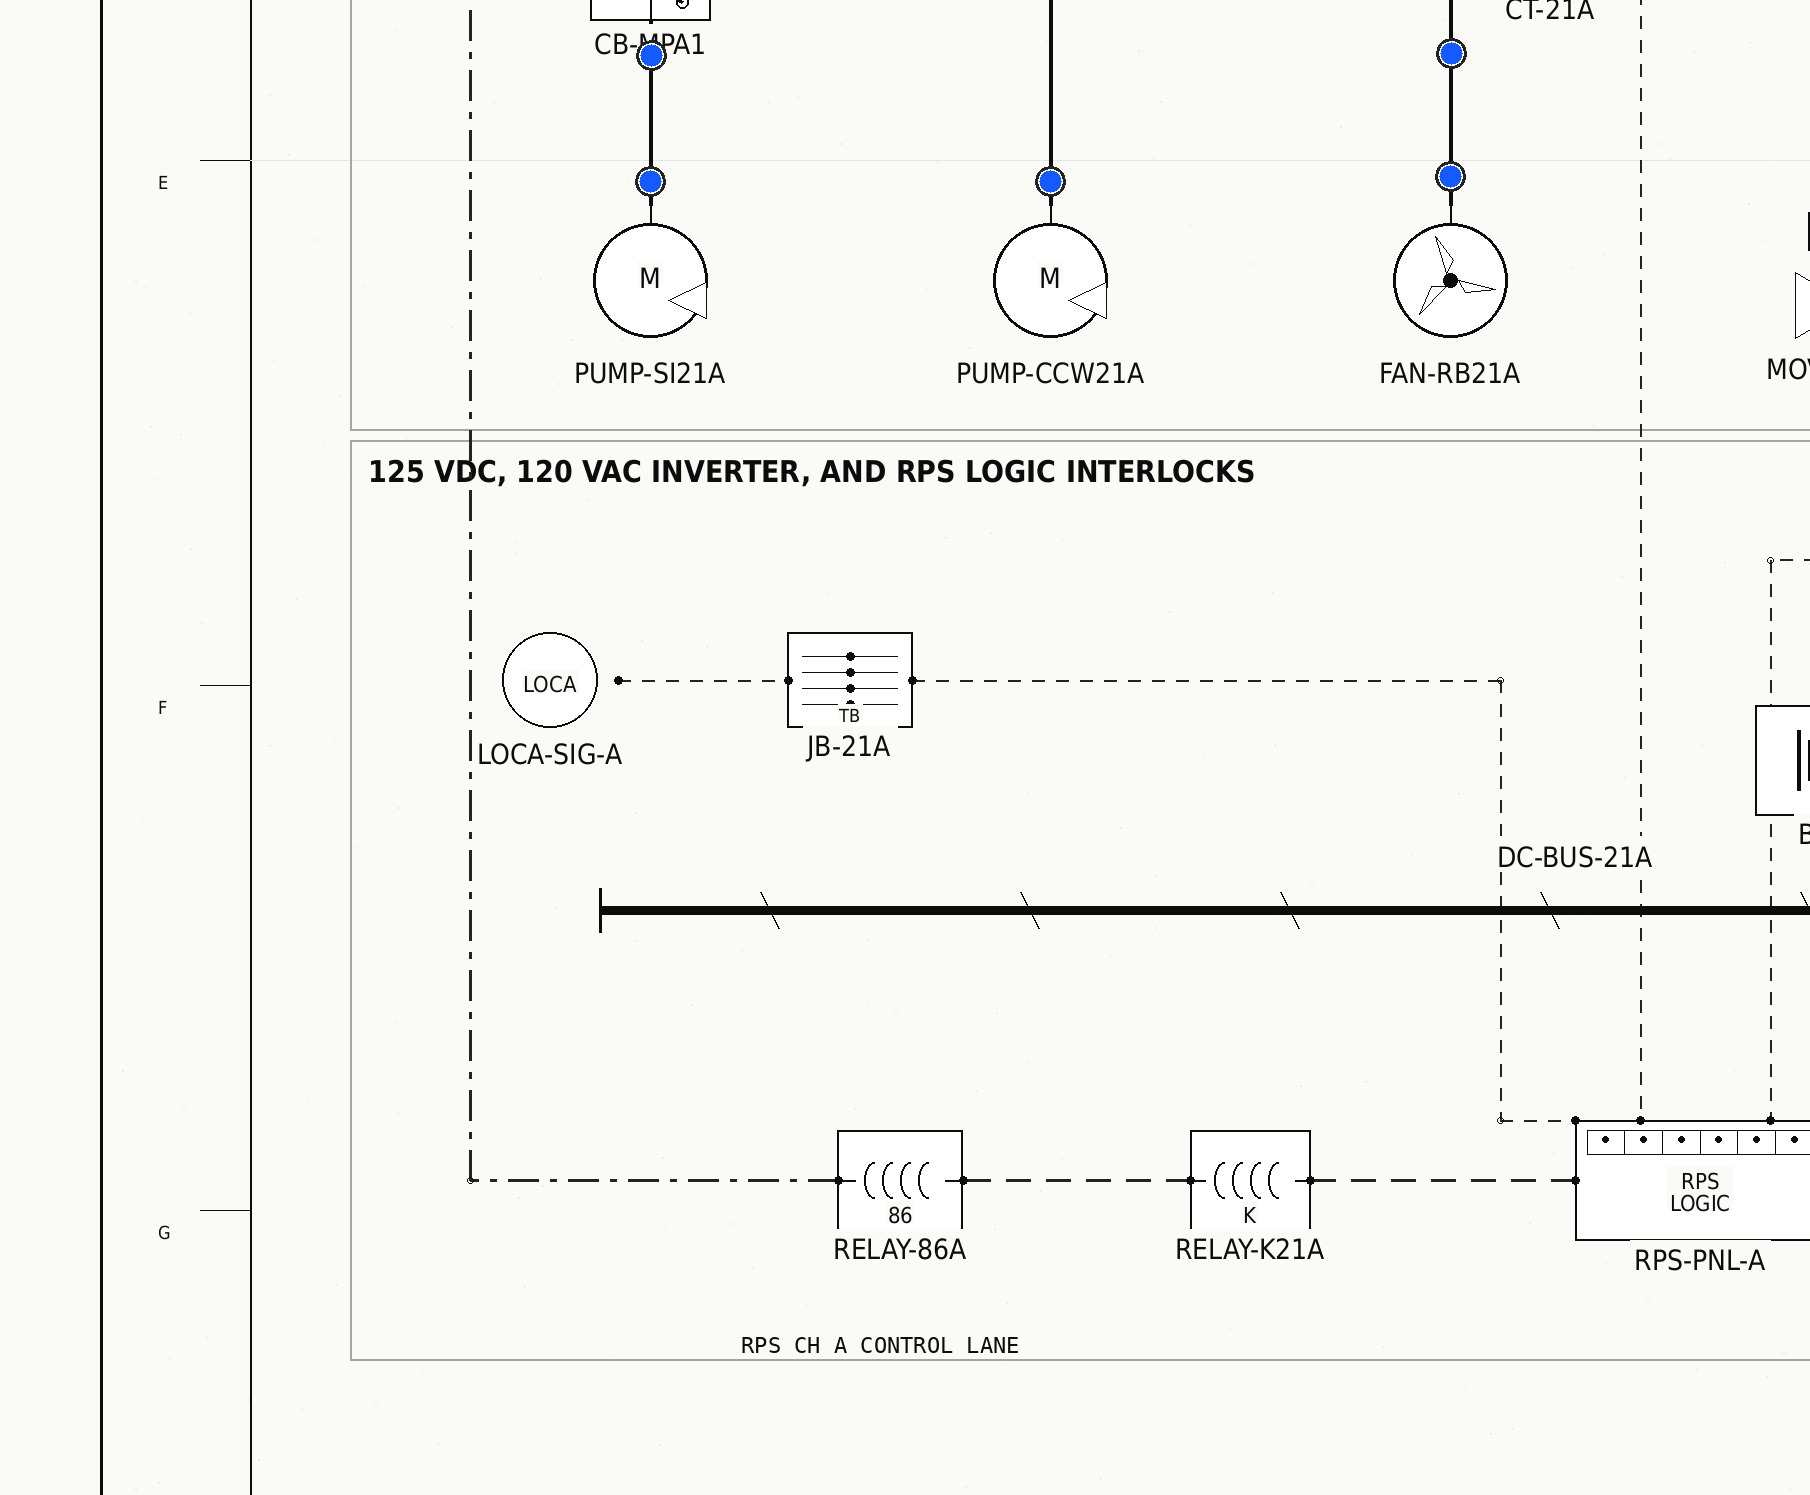 CT-21A
CB-MPA1
E
M
M
PUMP-SI21A
PUMP-CCW21A
FAN-RB21A
125 VDC, 120 VAC INVERTER, AND RPS LOGIC INTERLOCKS
F
LOCA
TB
LOCA-SIG-A
JB-21A
DC-BUS-21A
G
86
K
RPS
LOGIC
RELAY-86A
RELAY-K21A
RPS-PNL-A
RPS CH A CONTROL LANE